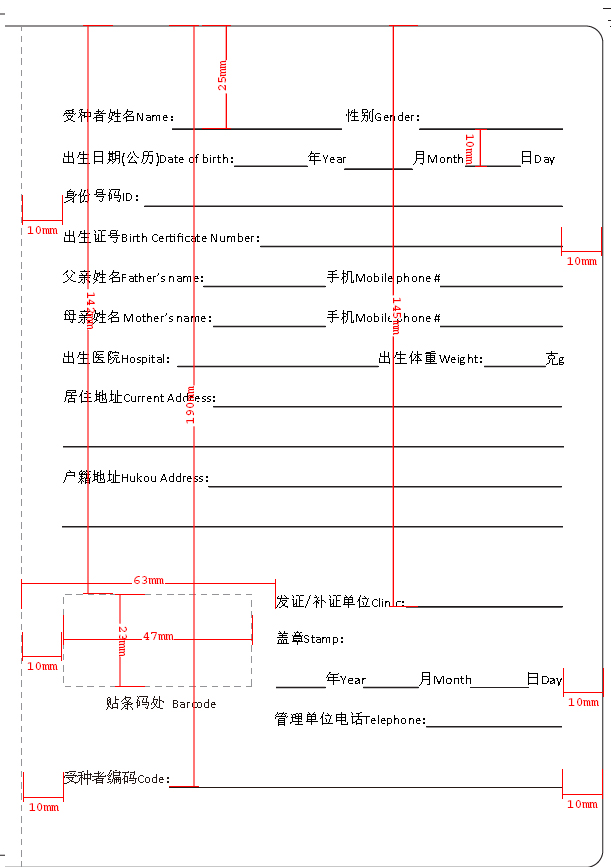 25mm
受种者姓名Name: 性别Gender:
10mm
出生日期(公历)Date of birth: 年Year 月Month 日Day
身份号码ID:
10mm
出生证号Birth Certificate Number:
10mm
父亲姓名Father's name: 手机Mobile phone #
145mm
母亲姓名Mother's name: 手机Mobile phone #
出生医院Hospital: 出生体重Weight: 克g
居住地址Current Address:
190mm
户籍地址Hukou Address:
63mm
发证/补证单位Clinic:
47mm
23mm
盖章Stamp:
10mm
年Year 月Month 日Day
10mm
贴条码处 Barcode
管理单位电话Telephone:
受种者编码Code:
10mm
10mm